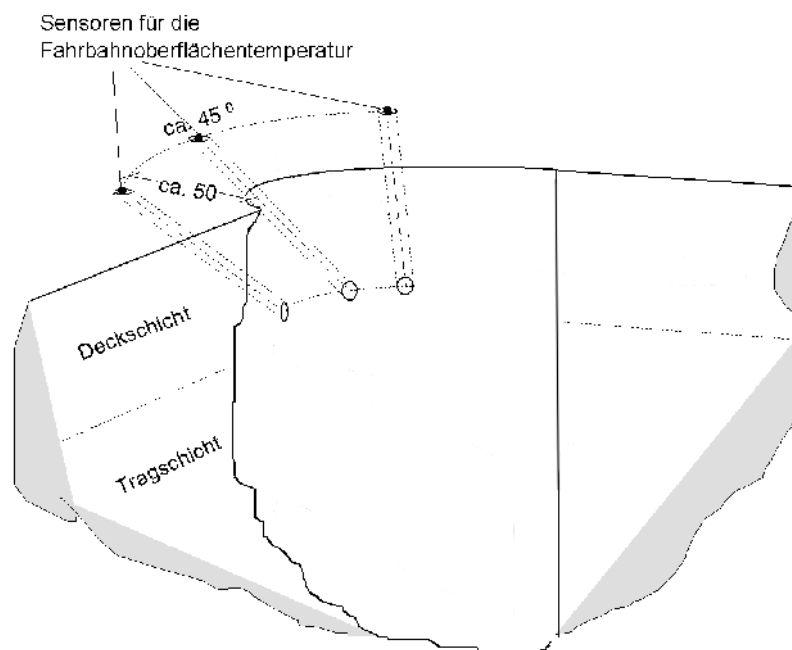 Sensoren für die
Fahrbahnoberflächentemperatur
ca. 45 º
ca. 50
Deckschicht
Tragschicht